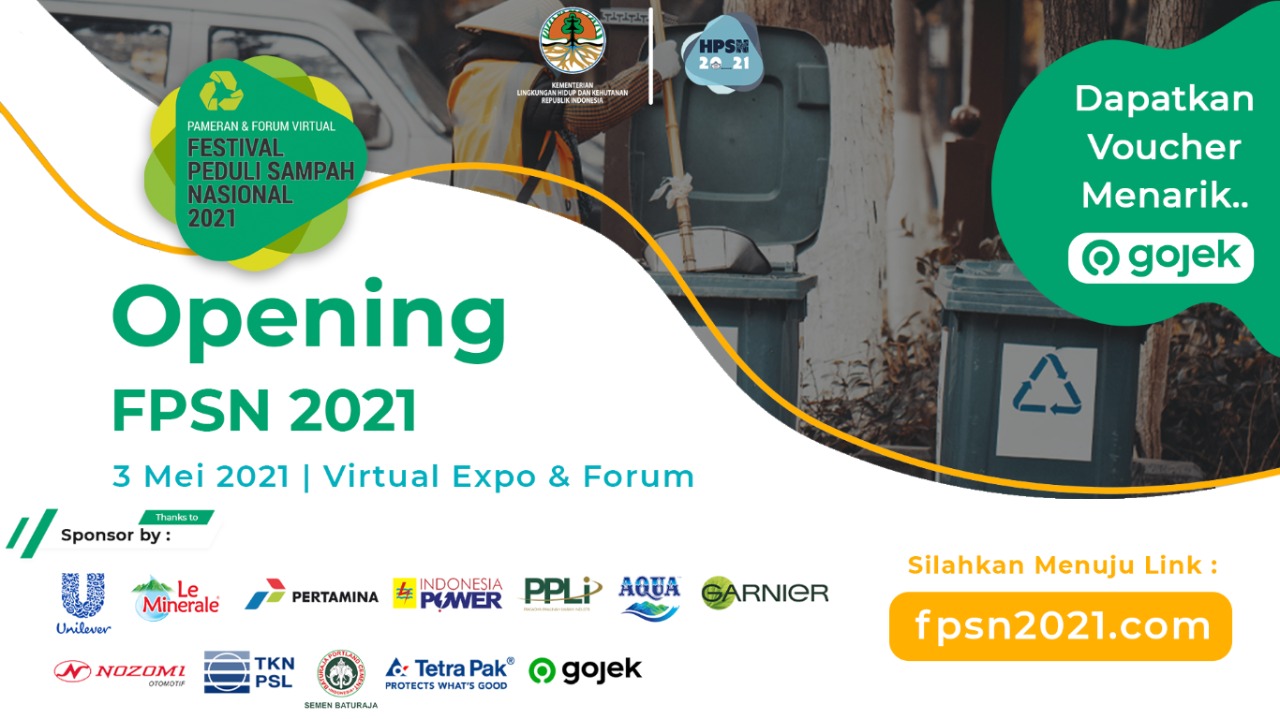 KEMENTERIAN
LINGKUNGAN HIDUP DAN KEHUTANAN
REPUBLIK INDONESIA
HPSN
20_21
PAMERAN & FORUM VIRTUAL
FESTIVAL
PEDULI SAMPAH
NASIONAL
2021
Dapatkan
Voucher
Menarik..
gojek
Opening
FPSN 2021
3 Mei 2021 | Virtual Expo & Forum
Thanks to
Sponsor by :
Unilever
Le
Minerale
PERTAMINA
INDONESIA
POWER
PPLi
AQUA
GARNIER
NOZOMI
OTOMOTIF
TKN
PSL
SEMEN BATURAJA
Tetra Pak®
PROTECTS WHAT'S GOOD
gojek
Silahkan Menuju Link :
fpsn2021.com